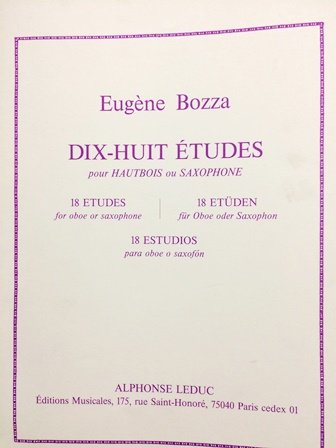 Eugène Bozza
DIX-HUIT ÉTUDES
pour HAUTBOIS ou SAXOPHONE
18 ETUDES
for oboe or saxophone
18 ETÜDEN
für Oboe oder Saxophon
18 ESTUDIOS
para oboe o saxofón
ALPHONSE LEDUC
Éditions Musicales, 175, rue Saint-Honoré, 75040 Paris cedex 01